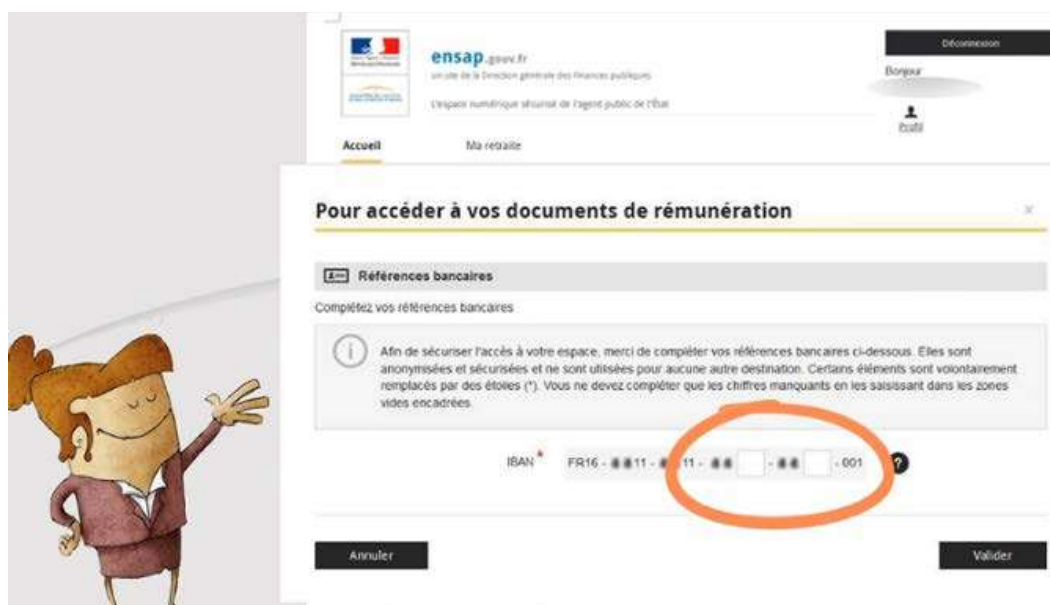 ensap.gouv.fr
un site de la Direction générale des finances publiques
L'espace numérique sécurisé de l'agent public de l'État
Déconnexion
Bonjour
Profil
Accueil
Ma retraite
Pour accéder à vos documents de rémunération
×
Références bancaires
Complétez vos références bancaires
i
Afin de sécuriser l'accès à votre espace, merci de compléter vos références bancaires ci-dessous. Elles sont
anonymisées et sécurisées et ne sont utilisées pour aucune autre destination. Certains éléments sont volontairement
remplacés par des étoiles (*). Vous ne devez compléter que les chiffres manquants en les saisissant dans les zones
vides encadrées.
IBAN * FR16 - 11 - 11 - - - 001 ?
Annuler
Valider